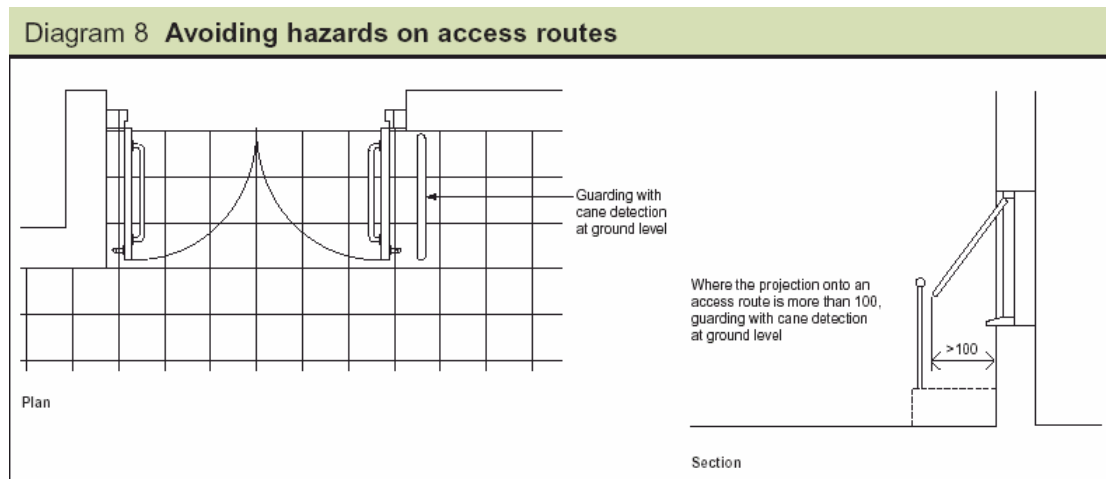 Diagram 8 Avoiding hazards on access routes
Guarding with
cane detection
at ground level
Plan
Where the projection onto an
access route is more than 100,
guarding with cane detection
at ground level
>100
Section